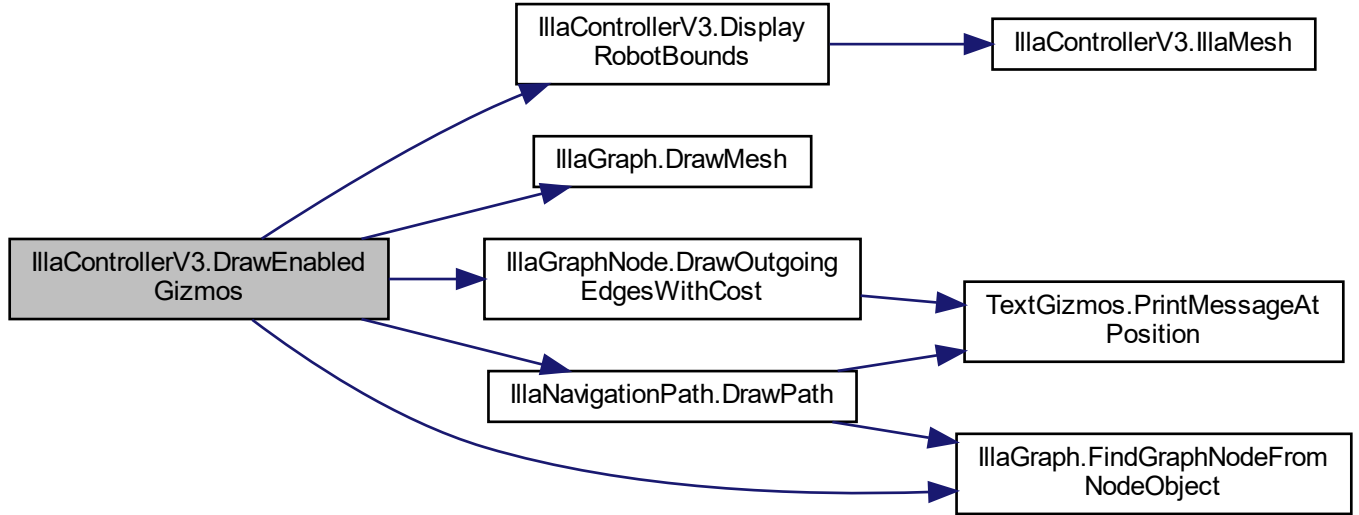 IllaControllerV3.DrawEnabled
Gizmos
IllaControllerV3.Display
RobotBounds
IllaControllerV3.IllaMesh
IllaGraph.DrawMesh
IllaGraphNode.DrawOutgoing
EdgesWithCost
TextGizmos.PrintMessageAt
Position
IllaNavigationPath.DrawPath
IllaGraph.FindGraphNodeFrom
NodeObject